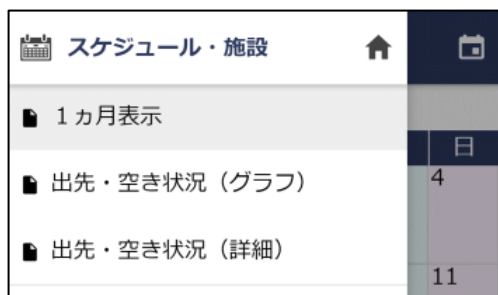 スケジュール・施設
1ヵ月表示
日
出先・空き状況（グラフ）
4
出先・空き状況（詳細）
11